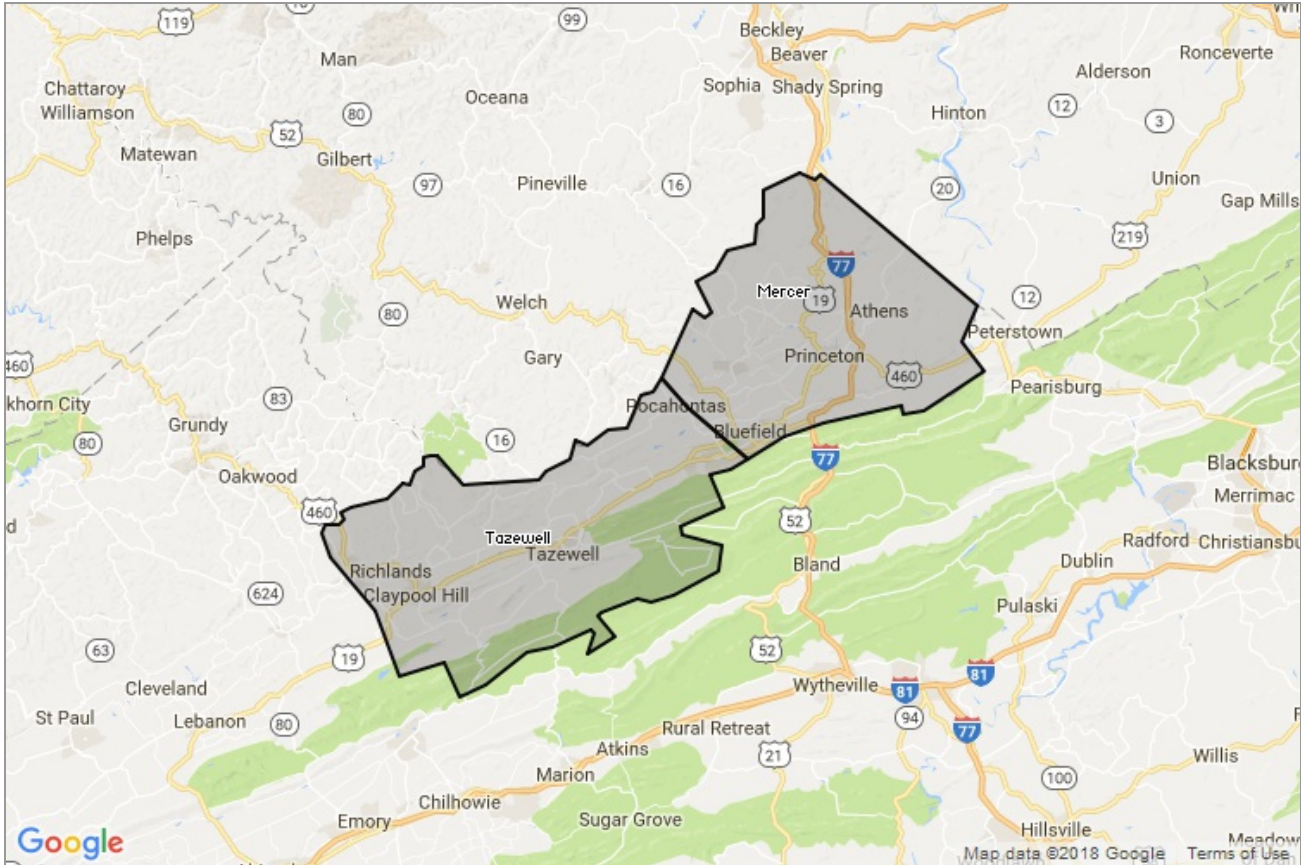 119
99
Beckley
Beaver
Ronceverte
Man
Chattaroy
Sophia
Shady Spring
Alderson
Oceana
Williamson
80
12
Hinton
3
52
Matewan
Gilbert
97
Pineville
16
20
Union
Gap Mills
Phelps
219
77
Mercer
19
12
Welch
80
Athens
Peterstown
Gary
Princeton
460
460
Pearisburg
83
Pocahontas
Grundy
80
16
Bluefield
77
Oakwood
Blacksbur
460
Merrimac
52
Tazewell
Tazewell
Radford
Christiansbu
Richlands
Bland
Dublin
624
Claypool Hill
Pulaski
63
19
52
81
Cleveland
Wytheville
81
St Paul
Lebanon
80
94
Rural Retreat
77
Atkins
21
Willis
Marion
100
Chilhowie
Emory
Sugar Grove
Hillsville
Google
Map data ©2018 Google
Terms of Use